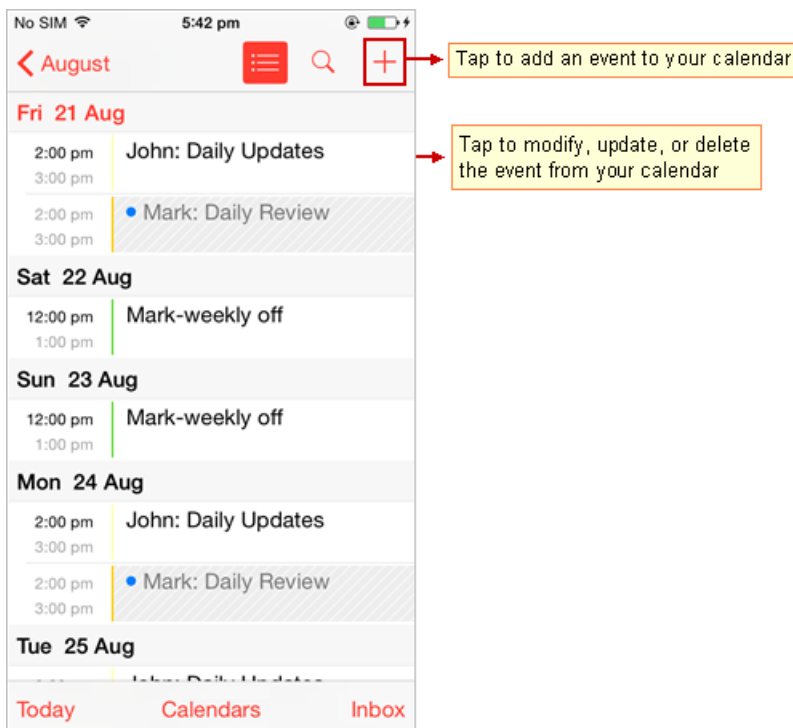 No SIM 5:42 pm
August
Tap to add an event to your calendar
Fri 21 Aug
2:00 pm John: Daily Updates
3:00 pm
Tap to modify, update, or delete
the event from your calendar
2:00 pm Mark: Daily Review
3:00 pm
Sat 22 Aug
12:00 pm Mark-weekly off
1:00 pm
Sun 23 Aug
12:00 pm Mark-weekly off
1:00 pm
Mon 24 Aug
2:00 pm John: Daily Updates
3:00 pm
2:00 pm Mark: Daily Review
3:00 pm
Tue 25 Aug
John: Daily Updates
Today Calendars Inbox